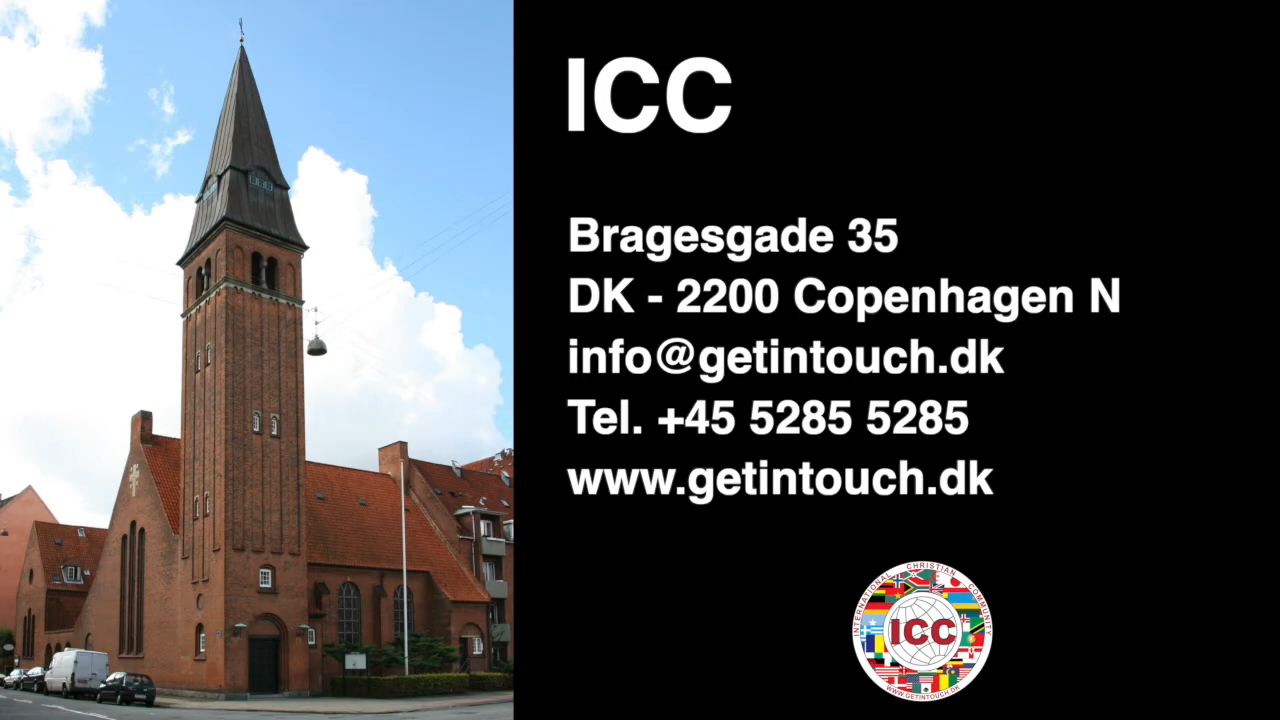 ICC
Bragesgade 35
DK - 2200 Copenhagen N
info@getintouch.dk
Tel. +45 5285 5285
www.getintouch.dk
INTERNATIONAL CHRISTIAN COMMUNITY
ICC
WWW.GETINTOUCH.DK